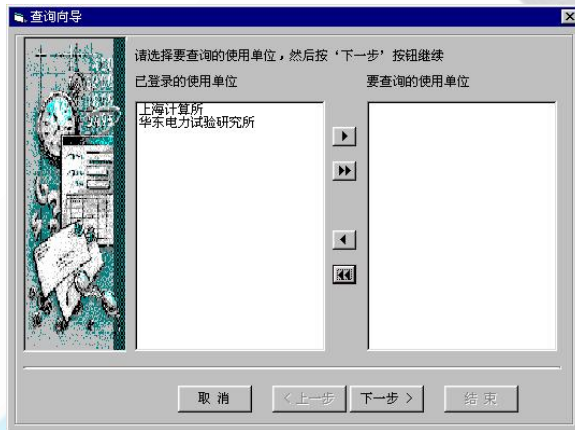 查询向导
请选择要查询的使用单位，然后按‘下一步’按钮继续
已登录的使用单位
要查询的使用单位
上海计算所
华东电力试验研究所
取 消
< 上一步
下一步 >
结 束